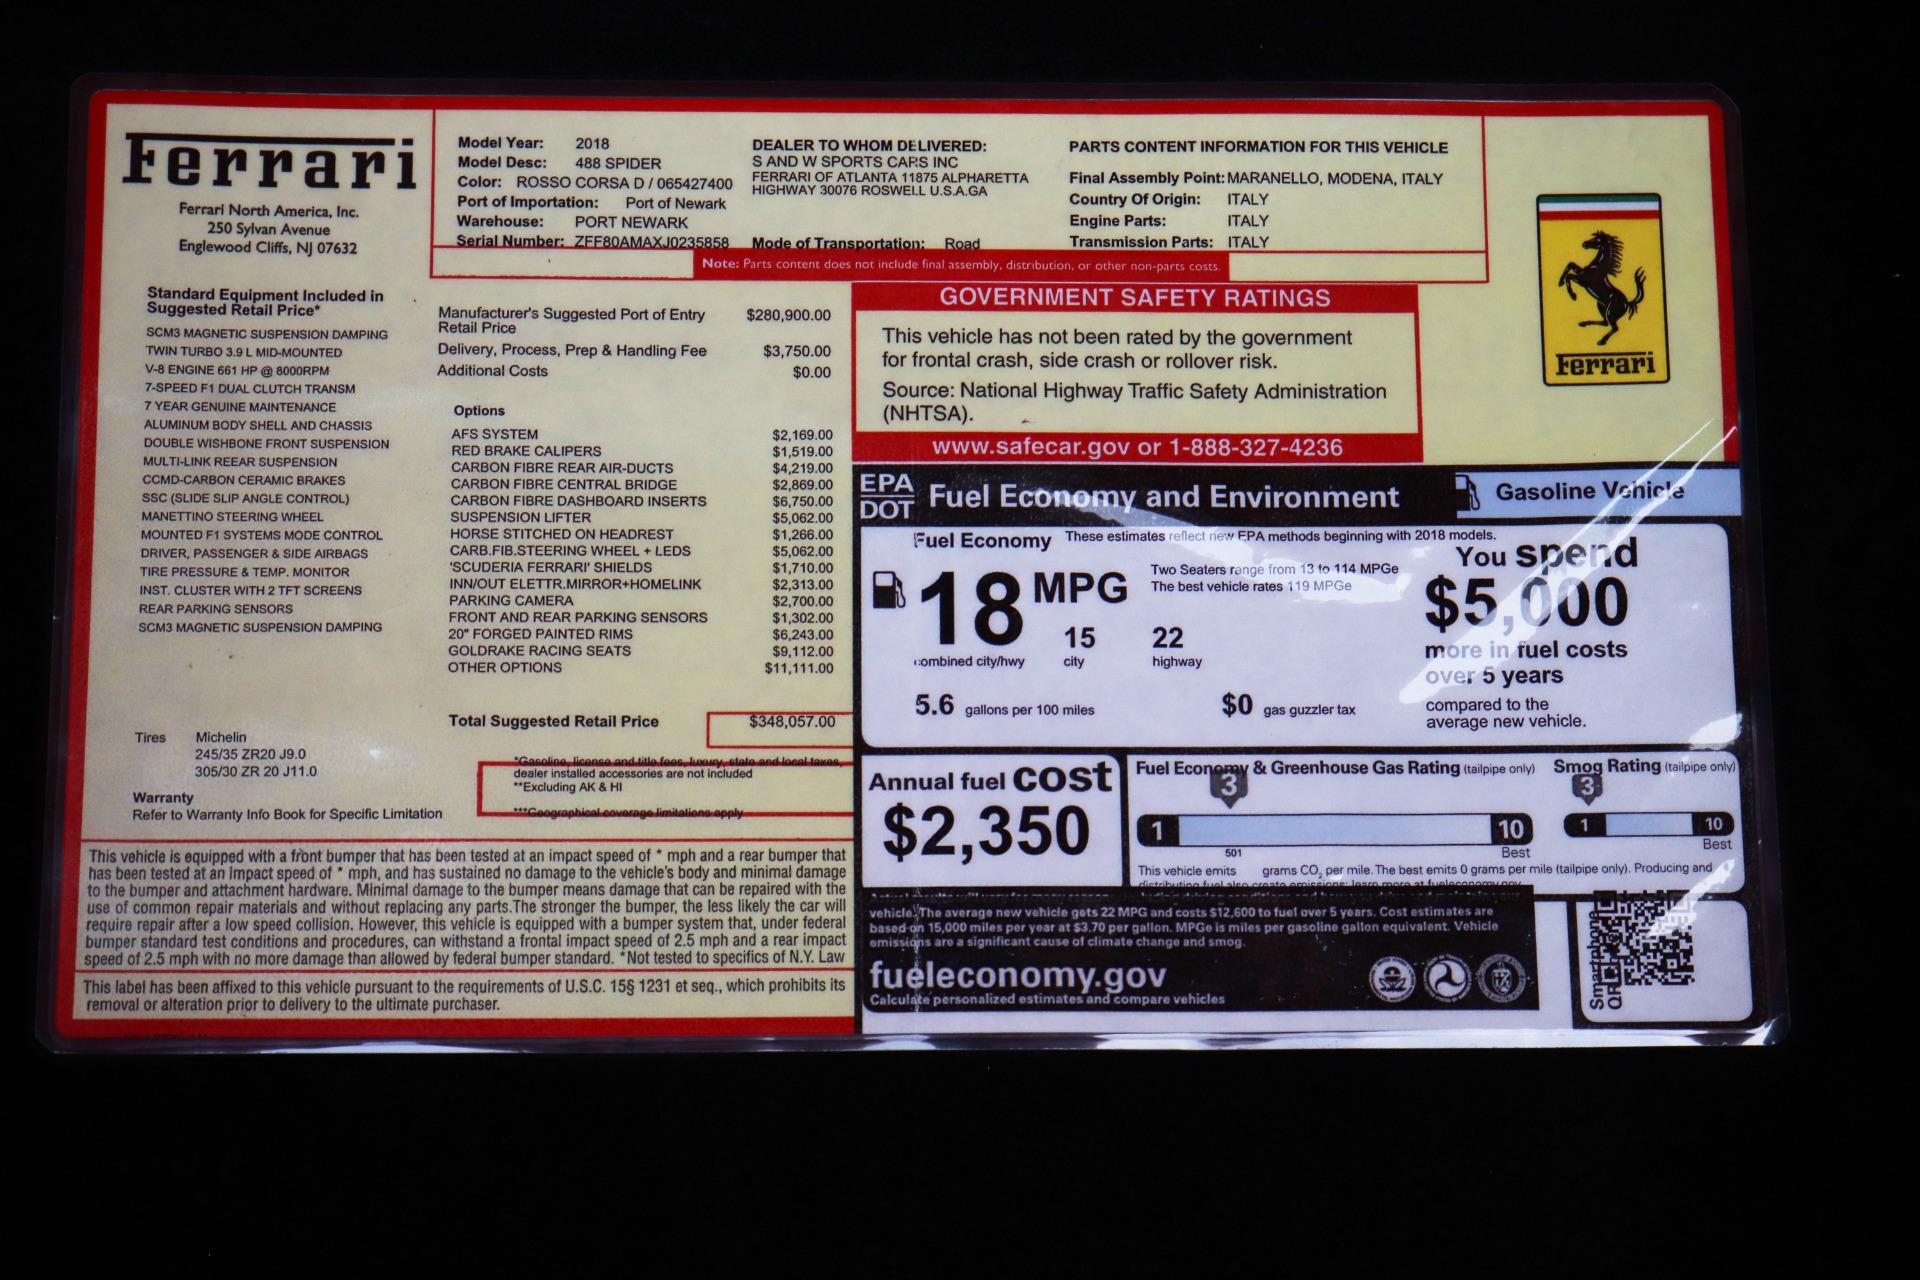 Ferrari
Ferrari North America, Inc.
250 Sylvan Avenue
Englewood Cliffs, NJ 07632
Model Year: 2018
Model Desc: 488 SPIDER
Color: ROSSO CORSA D / 065427400
Port of Importation: Port of Newark
Warehouse: PORT NEWARK
Serial Number: ZFF80AMAXJ0235858
DEALER TO WHOM DELIVERED:
S AND W SPORTS CARS INC
FERRARI OF ATLANTA 11875 ALPHARETTA
HIGHWAY 30076 ROSWELL U.S.A.GA
Mode of Transportation: Road
PARTS CONTENT INFORMATION FOR THIS VEHICLE
Final Assembly Point: MARANELLO, MODENA, ITALY
Country Of Origin: ITALY
Engine Parts: ITALY
Transmission Parts: ITALY
Note: Parts content does not include final assembly, distribution, or other non-parts costs.
Ferrari
Standard Equipment Included in
Suggested Retail Price*
SCM3 MAGNETIC SUSPENSION DAMPING
TWIN TURBO 3.9 L MID-MOUNTED
V-8 ENGINE 661 HP @ 8000RPM
7-SPEED F1 DUAL CLUTCH TRANSM
7 YEAR GENUINE MAINTENANCE
ALUMINUM BODY SHELL AND CHASSIS
DOUBLE WISHBONE FRONT SUSPENSION
MULTI-LINK REEAR SUSPENSION
CCMD-CARBON CERAMIC BRAKES
SSC (SLIDE SLIP ANGLE CONTROL)
MANETTINO STEERING WHEEL
MOUNTED F1 SYSTEMS MODE CONTROL
DRIVER, PASSENGER & SIDE AIRBAGS
TIRE PRESSURE & TEMP. MONITOR
INST. CLUSTER WITH 2 TFT SCREENS
REAR PARKING SENSORS
SCM3 MAGNETIC SUSPENSION DAMPING
Tires Michelin
245/35 ZR20 J9.0
305/30 ZR 20 J11.0
Warranty
Refer to Warranty Info Book for Specific Limitation
Manufacturer's Suggested Port of Entry
Retail Price $280,900.00
Delivery, Process, Prep & Handling Fee $3,750.00
Additional Costs $0.00
Options
AFS SYSTEM $2,169.00
RED BRAKE CALIPERS $1,519.00
CARBON FIBRE REAR AIR-DUCTS $4,219.00
CARBON FIBRE CENTRAL BRIDGE $2,869.00
CARBON FIBRE DASHBOARD INSERTS $6,750.00
SUSPENSION LIFTER $5,062.00
HORSE STITCHED ON HEADREST $1,266.00
CARB.FIB.STEERING WHEEL + LEDS $5,062.00
'SCUDERIA FERRARI' SHIELDS $1,710.00
INN/OUT ELETTR.MIRROR+HOMELINK $2,313.00
PARKING CAMERA $2,700.00
FRONT AND REAR PARKING SENSORS $1,302.00
20" FORGED PAINTED RIMS $6,243.00
GOLDRAKE RACING SEATS $9,112.00
OTHER OPTIONS $11,111.00
Total Suggested Retail Price $348,057.00
*Gasoline, license and title fees, luxury, state and local taxes,
dealer installed accessories are not included
**Excluding AK & HI
***Geographical coverage limitations apply
This vehicle is equipped with a front bumper that has been tested at an impact speed of * mph and a rear bumper that
has been tested at an Impact speed of * mph, and has sustained no damage to the vehicle's body and minimal damage
to the bumper and attachment hardware. Minimal damage to the bumper means damage that can be repaired with the
use of common repair materials and without replacing any parts.The stronger the bumper, the less likely the car will
require repair after a low speed collision. However, this vehicle is equipped with a bumper system that, under federal
bumper standard test conditions and procedures, can withstand a frontal impact speed of 2.5 mph and a rear impact
speed of 2.5 mph with no more damage than allowed by federal bumper standard. *Not tested to specifics of N.Y. Law
This label has been affixed to this vehicle pursuant to the requirements of U.S.C. 15§ 1231 et seq., which prohibits its
removal or alteration prior to delivery to the ultimate purchaser.
GOVERNMENT SAFETY RATINGS
This vehicle has not been rated by the government
for frontal crash, side crash or rollover risk.
Source: National Highway Traffic Safety Administration
(NHTSA).
www.safecar.gov or 1-888-327-4236
EPA
DOT Fuel Economy and Environment
Gasoline Vehicle
Fuel Economy These estimates reflect new EPA methods beginning with 2018 models.
18 MPG
Two Seaters range from 13 to 114 MPGe
The best vehicle rates 119 MPGe
15 22
combined city/hwy city highway
5.6 gallons per 100 miles $0 gas guzzler tax
You spend
$5,000
more in fuel costs
over 5 years
compared to the
average new vehicle.
Annual fuel cost
$2,350
Fuel Economy & Greenhouse Gas Rating (tailpipe only)
3
1 10
501 Best
Smog Rating (tailpipe only)
3
1 10
Best
This vehicle emits grams CO2 per mile. The best emits 0 grams per mile (tailpipe only). Producing and
distributing fuel also create emissions; learn more at fueleconomy.gov
vehicle. The average new vehicle gets 22 MPG and costs $12,600 to fuel over 5 years. Cost estimates are
based on 15,000 miles per year at $3.70 per gallon. MPGe is miles per gasoline gallon equivalent. Vehicle
emissions are a significant cause of climate change and smog.
fueleconomy.gov
Calculate personalized estimates and compare vehicles
Smartphone
QR